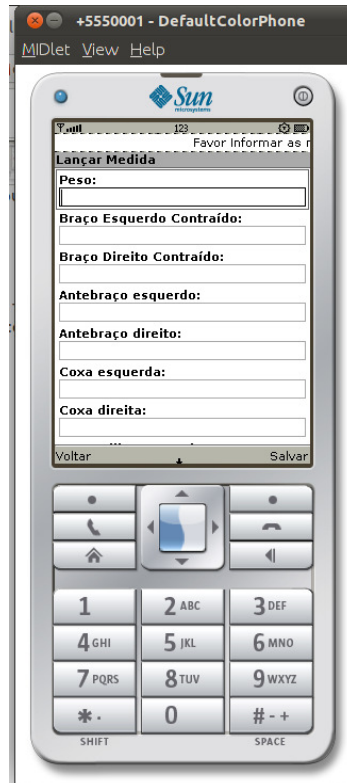 +5550001 - DefaultColorPhone
MIDlet View Help
Sun
microsystems
123
Favor Informar as r
Lançar Medida
Peso:
Braço Esquerdo Contraído:
Braço Direito Contraído:
Antebraço esquerdo:
Antebraço direito:
Coxa esquerda:
Coxa direita:
Voltar Salvar
1 2 ABC 3 DEF
4 GHI 5 JKL 6 MNO
7 PQRS 8 TUV 9 WXYZ
* . 0 # - +
SHIFT SPACE